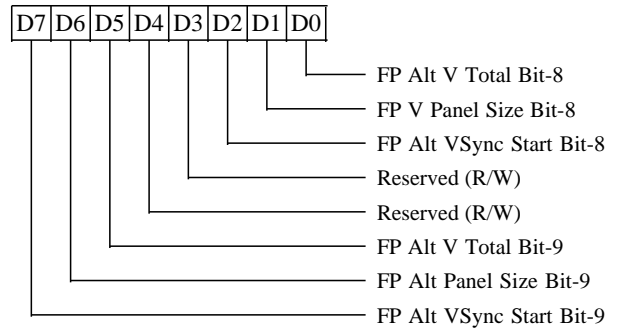 D7 D6 D5 D4 D3 D2 D1 D0
FP Alt V Total Bit-8
FP V Panel Size Bit-8
FP Alt VSync Start Bit-8
Reserved (R/W)
Reserved (R/W)
FP Alt V Total Bit-9
FP Alt Panel Size Bit-9
FP Alt VSync Start Bit-9